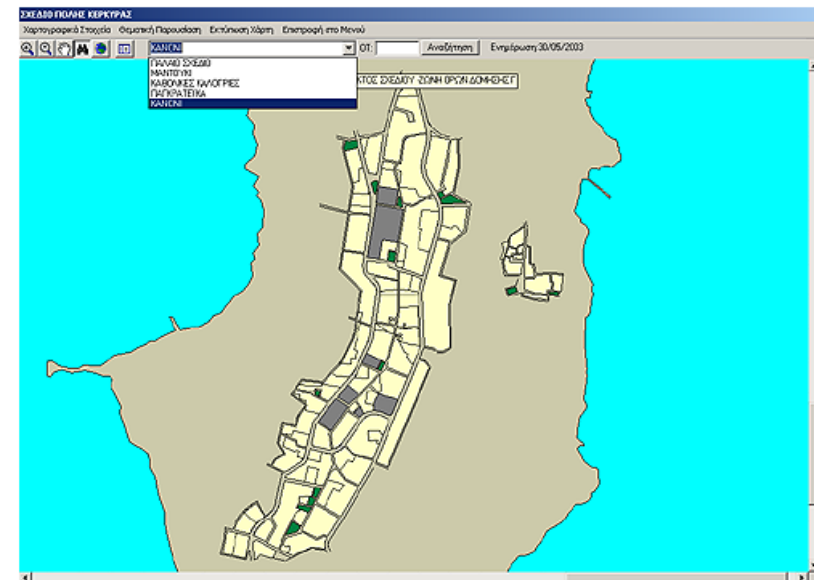 ΣΧΕΔΙΟ ΠΟΛΗΣ ΚΕΡΚΥΡΑΣ
Χαρτογραφικά Στοιχεία Θεματική Παρουσίαση Εκτύπωση Χάρτη Επιστροφή στο Μενού
ΚΑΝΟΝΙ ΟΤ: Αναζήτηση Ενημέρωση 30/05/2003
ΠΑΛΑΙΟ ΣΧΕΔΙΟ
ΜΑΝΤΟΥΚΙ
ΚΑΘΟΛΙΚΕΣ ΚΑΛΟΓΡΙΕΣ
ΚΤΟΣ ΣΧΕΔΙΟΥ -ΖΩΝΗ ΟΡΩΝ ΔΟΜΗΣΗΣ Γ
ΠΑΓΚΡΑΤΕΙΚΑ
ΚΑΝΟΝΙ